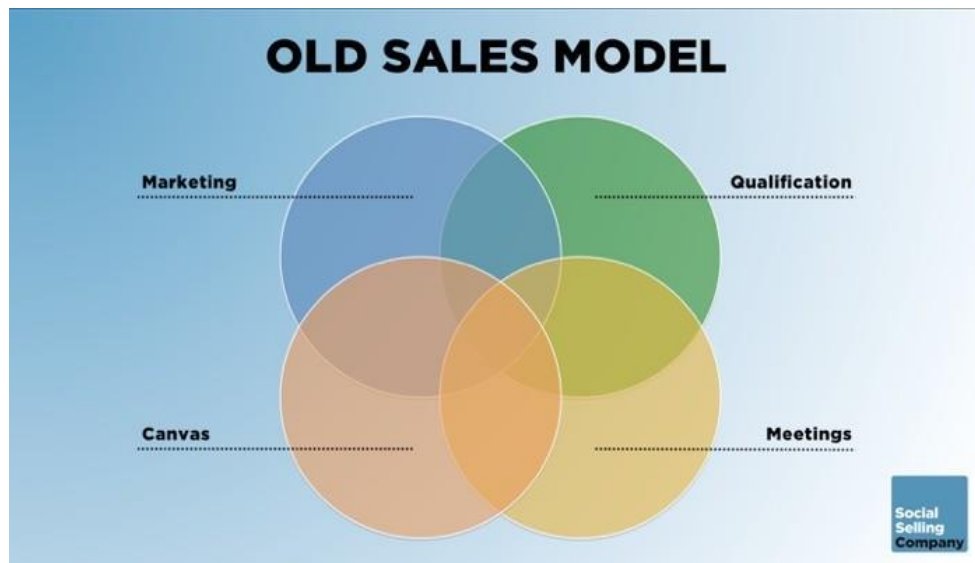 OLD SALES MODEL
Marketing
Qualification
Canvas
Meetings
Social
Selling
Company